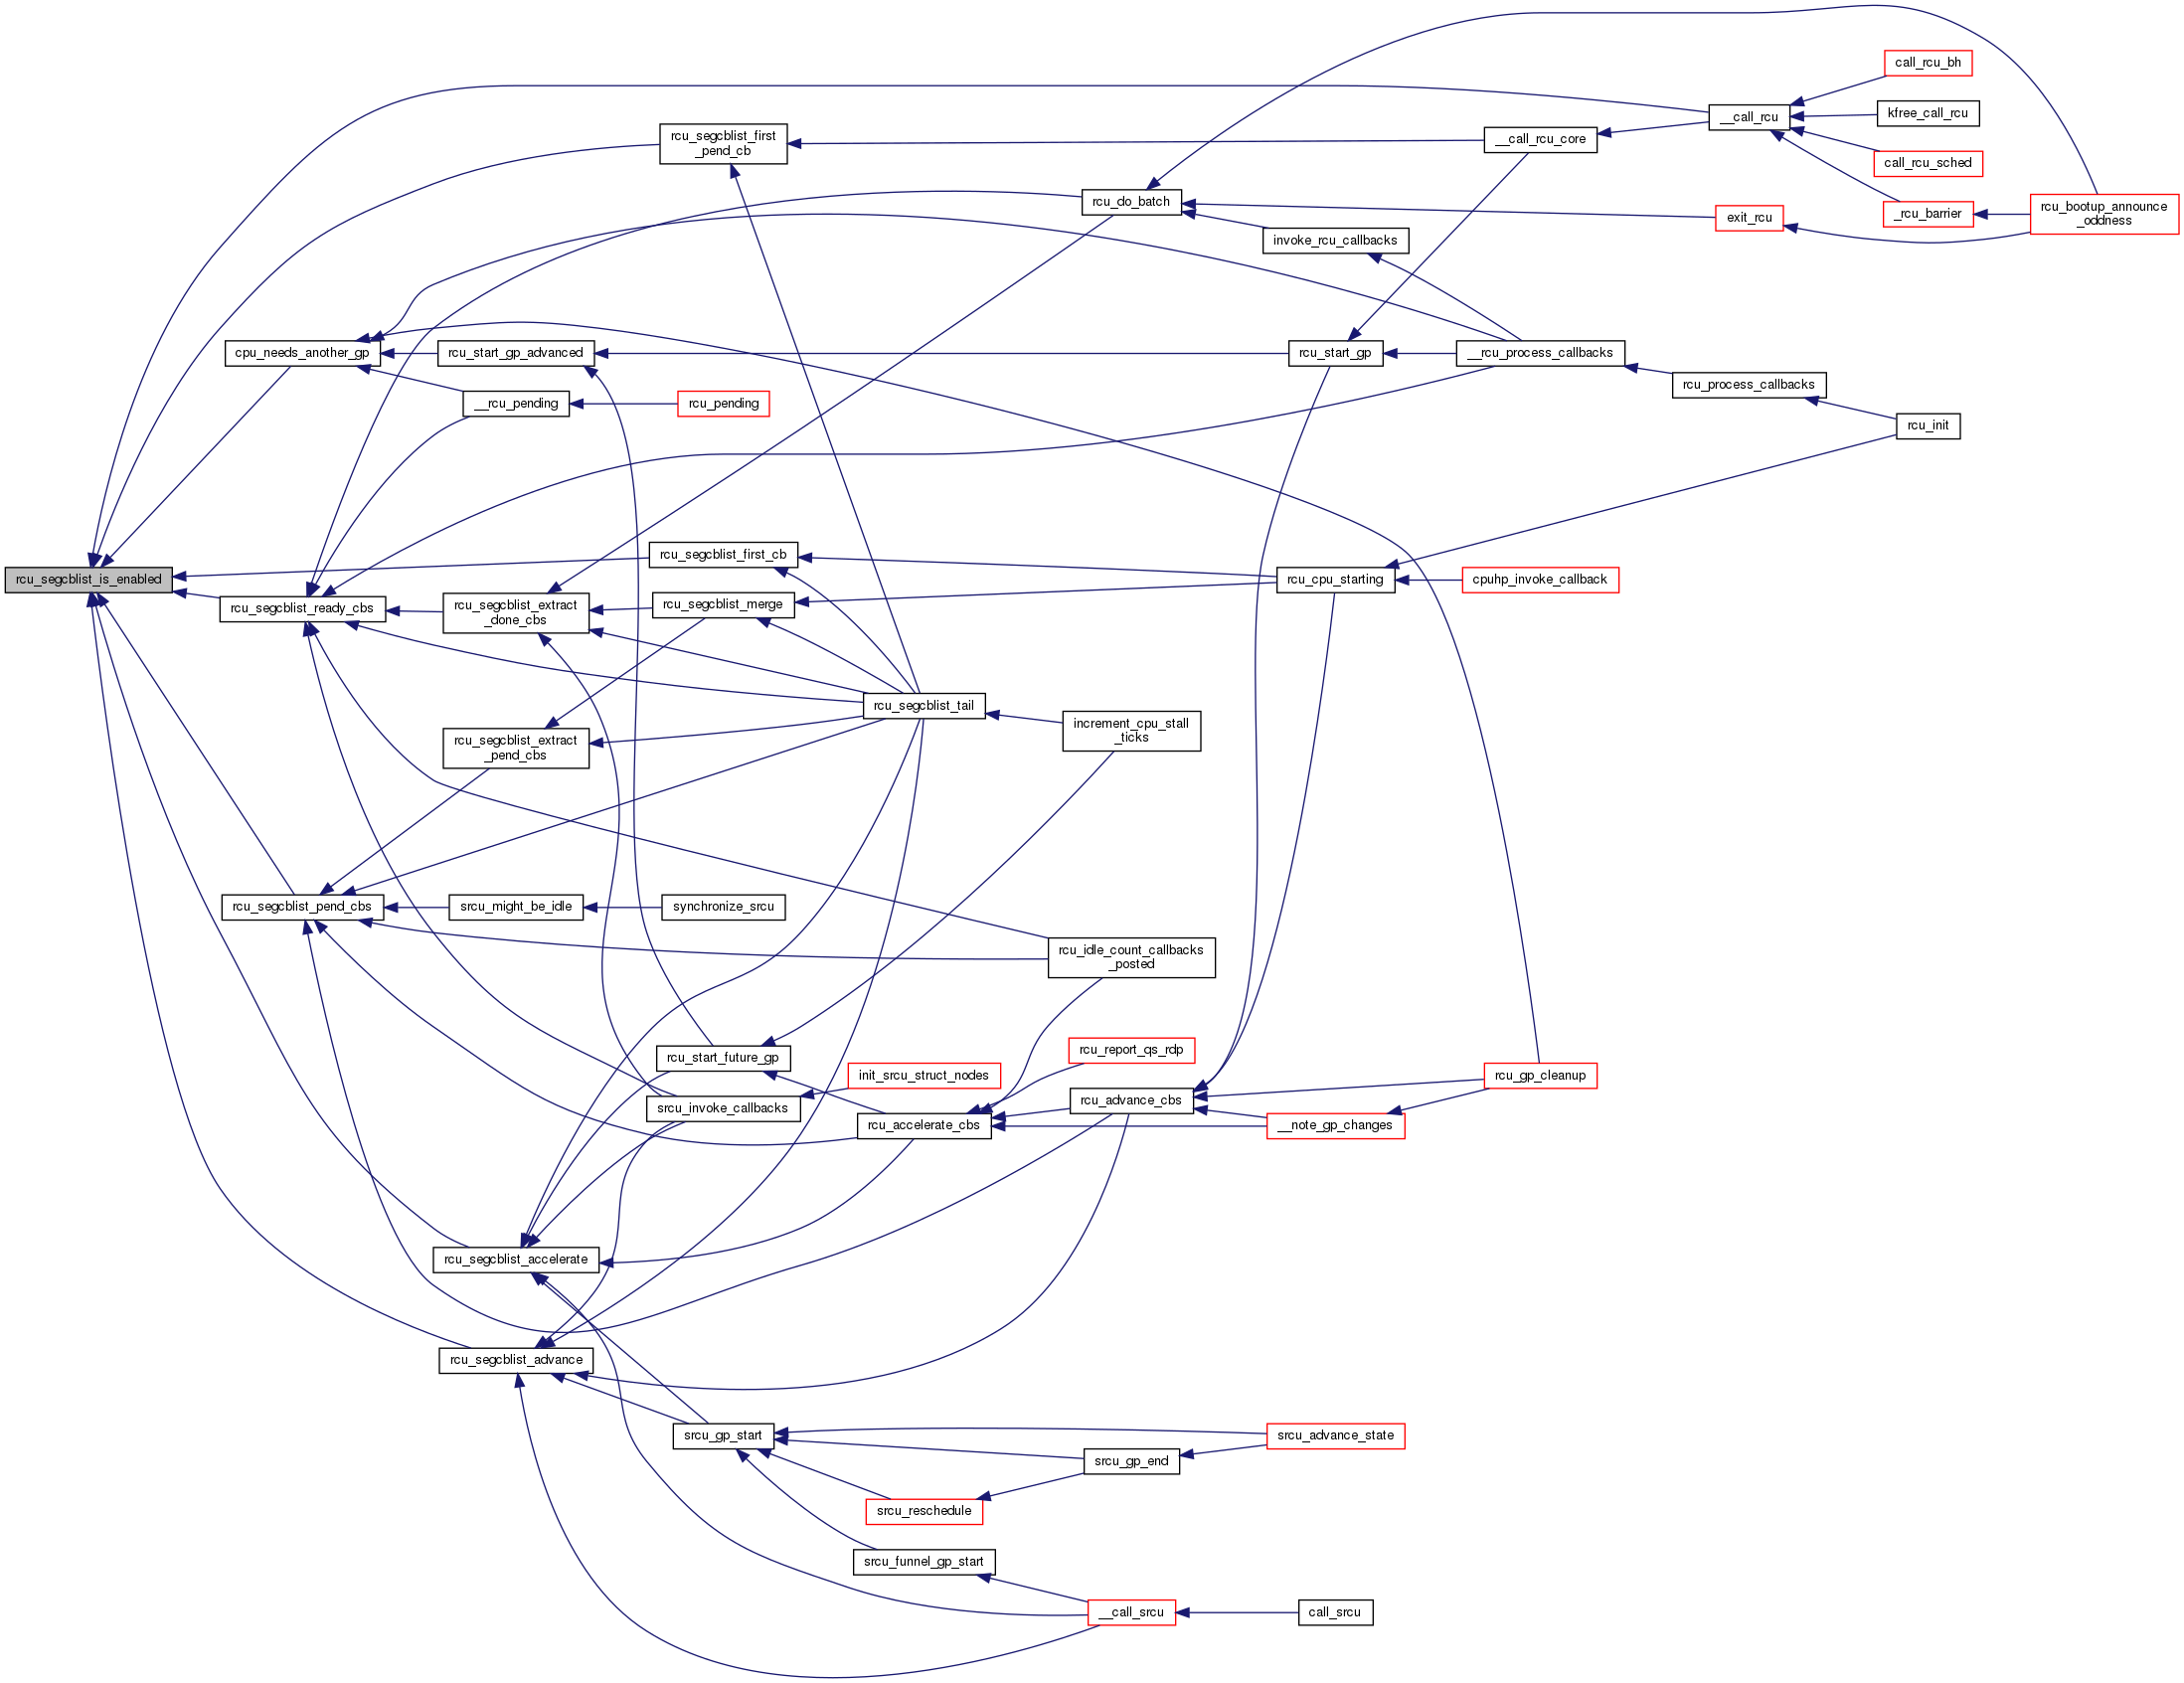 call_rcu_bh
kfree_call_rcu
__call_rcu
rcu_segcblist_first
_pend_cb
__call_rcu_core
call_rcu_sched
rcu_do_batch
exit_rcu
_rcu_barrier
rcu_bootup_announce
_oddness
invoke_rcu_callbacks
cpu_needs_another_gp
rcu_start_gp_advanced
rcu_start_gp
__rcu_process_callbacks
rcu_process_callbacks
__rcu_pending
rcu_pending
rcu_init
rcu_segcblist_first_cb
rcu_segcblist_is_enabled
rcu_cpu_starting
cpuhp_invoke_callback
rcu_segcblist_ready_cbs
rcu_segcblist_extract
_done_cbs
rcu_segcblist_merge
rcu_segcblist_tail
increment_cpu_stall
_ticks
rcu_segcblist_extract
_pend_cbs
rcu_segcblist_pend_cbs
srcu_might_be_idle
synchronize_srcu
rcu_idle_count_callbacks
_posted
rcu_start_future_gp
rcu_report_qs_rdp
init_srcu_struct_nodes
rcu_gp_cleanup
srcu_invoke_callbacks
rcu_advance_cbs
rcu_accelerate_cbs
__note_gp_changes
rcu_segcblist_accelerate
rcu_segcblist_advance
srcu_gp_start
srcu_advance_state
srcu_gp_end
srcu_reschedule
srcu_funnel_gp_start
__call_srcu
call_srcu